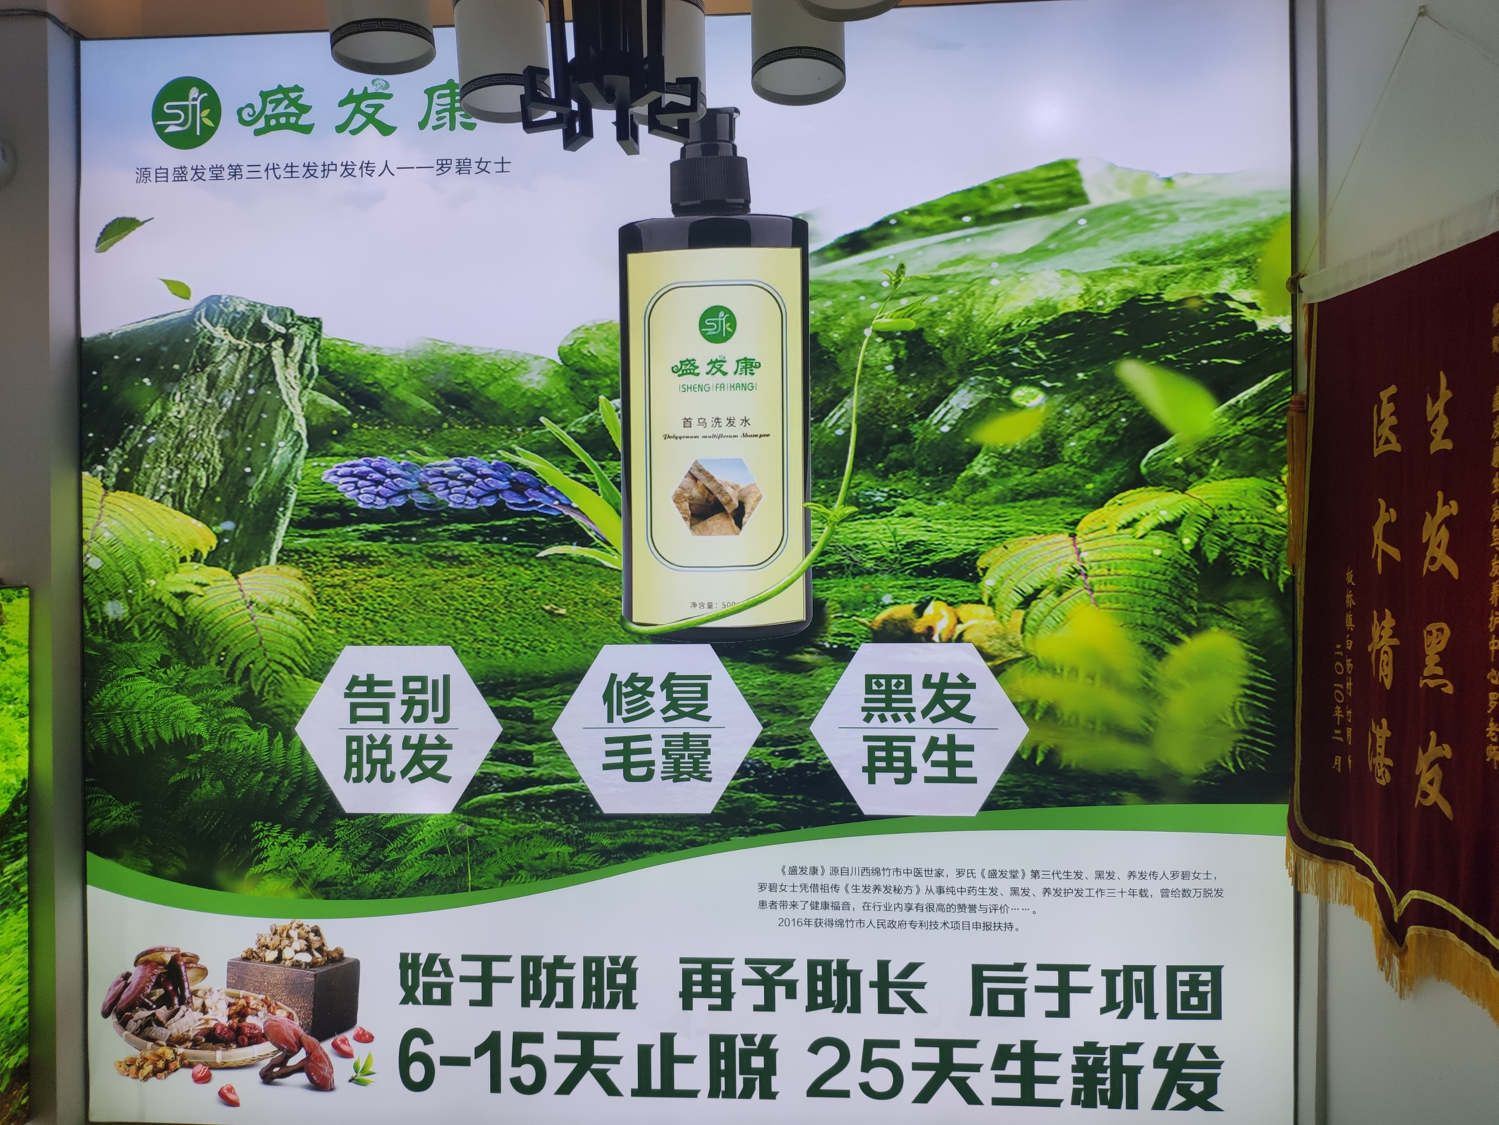 盛发康
源自盛发堂第三代生发护发传人——罗碧女士
盛发康
SHENG FA KANG
首乌洗发水
Polygonum multiflorum Shampoo
净含量：500
告别
脱发
修复
毛囊
黑发
再生
《盛发康》源自川西绵竹市中医世家，罗氏《盛发堂》第三代生发、黑发、养发传人罗碧女士，
罗碧女士凭借祖传《生发养发秘方》从事纯中药生发、黑发、养发护发工作三十年载，曾给数万脱发
患者带来了健康福音，在行业内享有很高的赞誉与评价……。
2016年获得绵竹市人民政府专利技术项目申报扶持。
始于防脱 再予助长 后于巩固
6-15天止脱 25天生新发
生发黑发
医术精湛
二〇一〇年二月